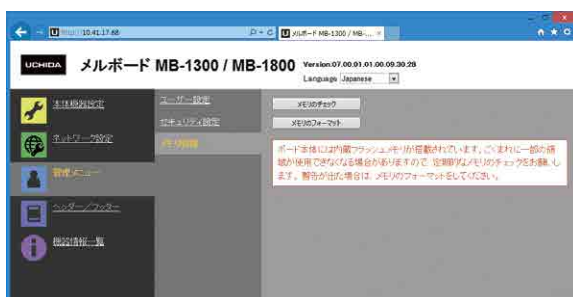 10.41.17.68
メルボード MB-1300 / MB-...
UCHIDA メルボード MB-1300 / MB-1800 Version:07.00.01.01.00.09.30.28
Language Japanese
本体機器設定
ネットワーク設定
管理メニュー
ヘッダー/フッター
機器情報一覧
ユーザー設定
セキュリティ設定
メモリのチェック
メモリのフォーマット
ボード本体には内蔵フラッシュメモリが搭載されています。ごくまれに一部の領
域が使用できなくなる場合がありますので、定期的なメモリのチェックをお願いし
ます。警告が出た場合は、メモリのフォーマットをしてください。